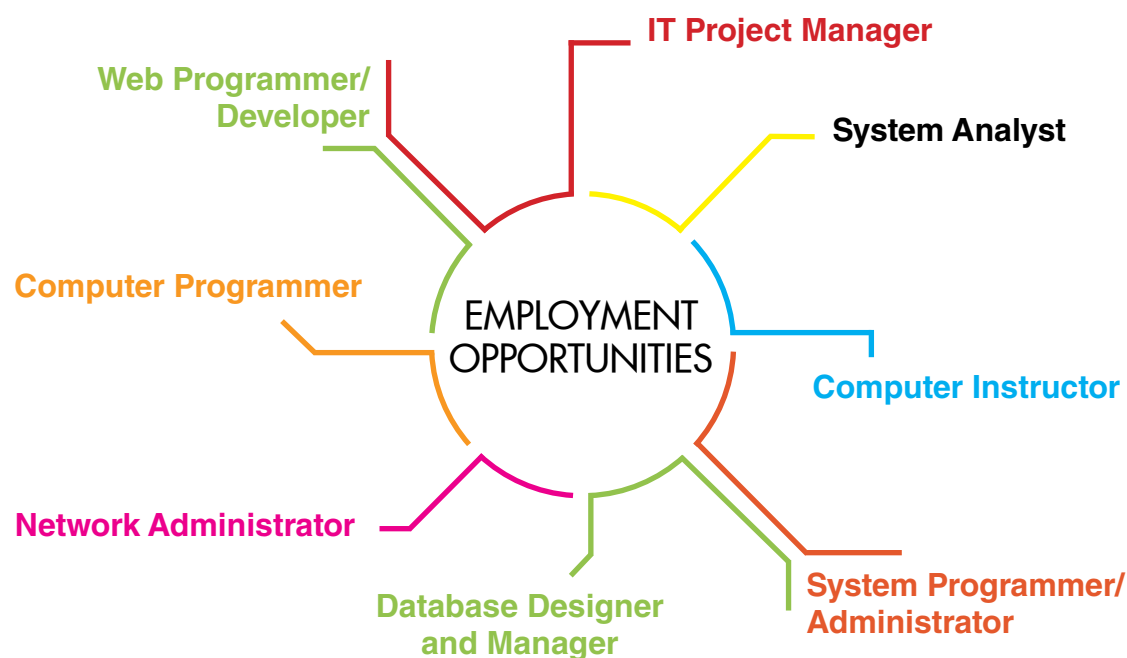 IT Project Manager
Web Programmer/
Developer
System Analyst
Computer Programmer
EMPLOYMENT
OPPORTUNITIES
Computer Instructor
Network Administrator
Database Designer
and Manager
System Programmer/
Administrator